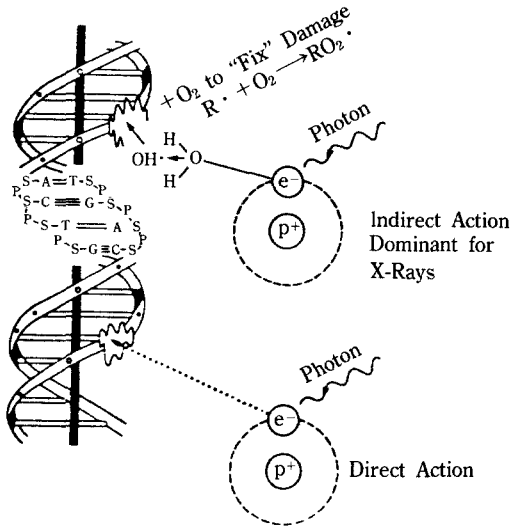 +O2 to "Fix" Damage
R· +O2 →RO2·
Photon
H
OH· O
H
e−
p+
Indirect Action
Dominant for
X-Rays
S-A=T-S
P P
S-C≡G-S
P P
S-T=A S
P-S-G≡C-S P
Photon
e−
p+
Direct Action